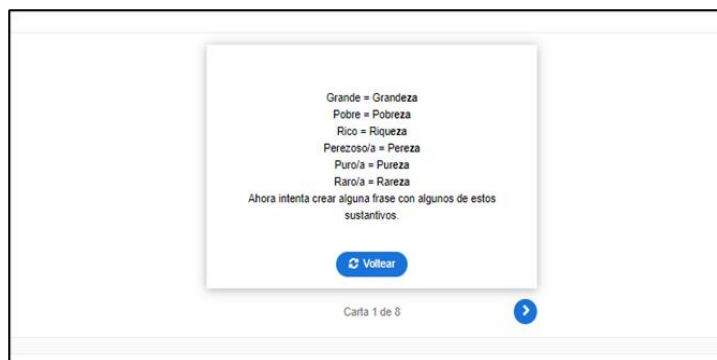 Grande = Grandeza
Pobre = Pobreza
Rico = Riqueza
Perezoso/a = Pereza
Puro/a = Pureza
Raro/a = Rareza
Ahora intenta crear alguna frase con algunos de estos
sustantivos.
Voltear
Carta 1 de 8